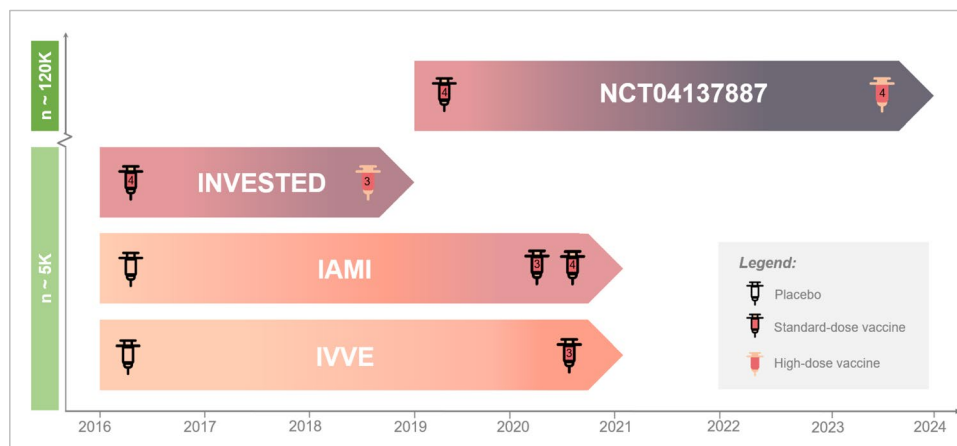 n ~ 120K
4
NCT04137887
4
n ~ 5K
4
INVESTED
3
IAMI
3
4
IVVE
3
Legend:
Placebo
Standard-dose vaccine
High-dose vaccine
2016
2017
2018
2019
2020
2021
2022
2023
2024